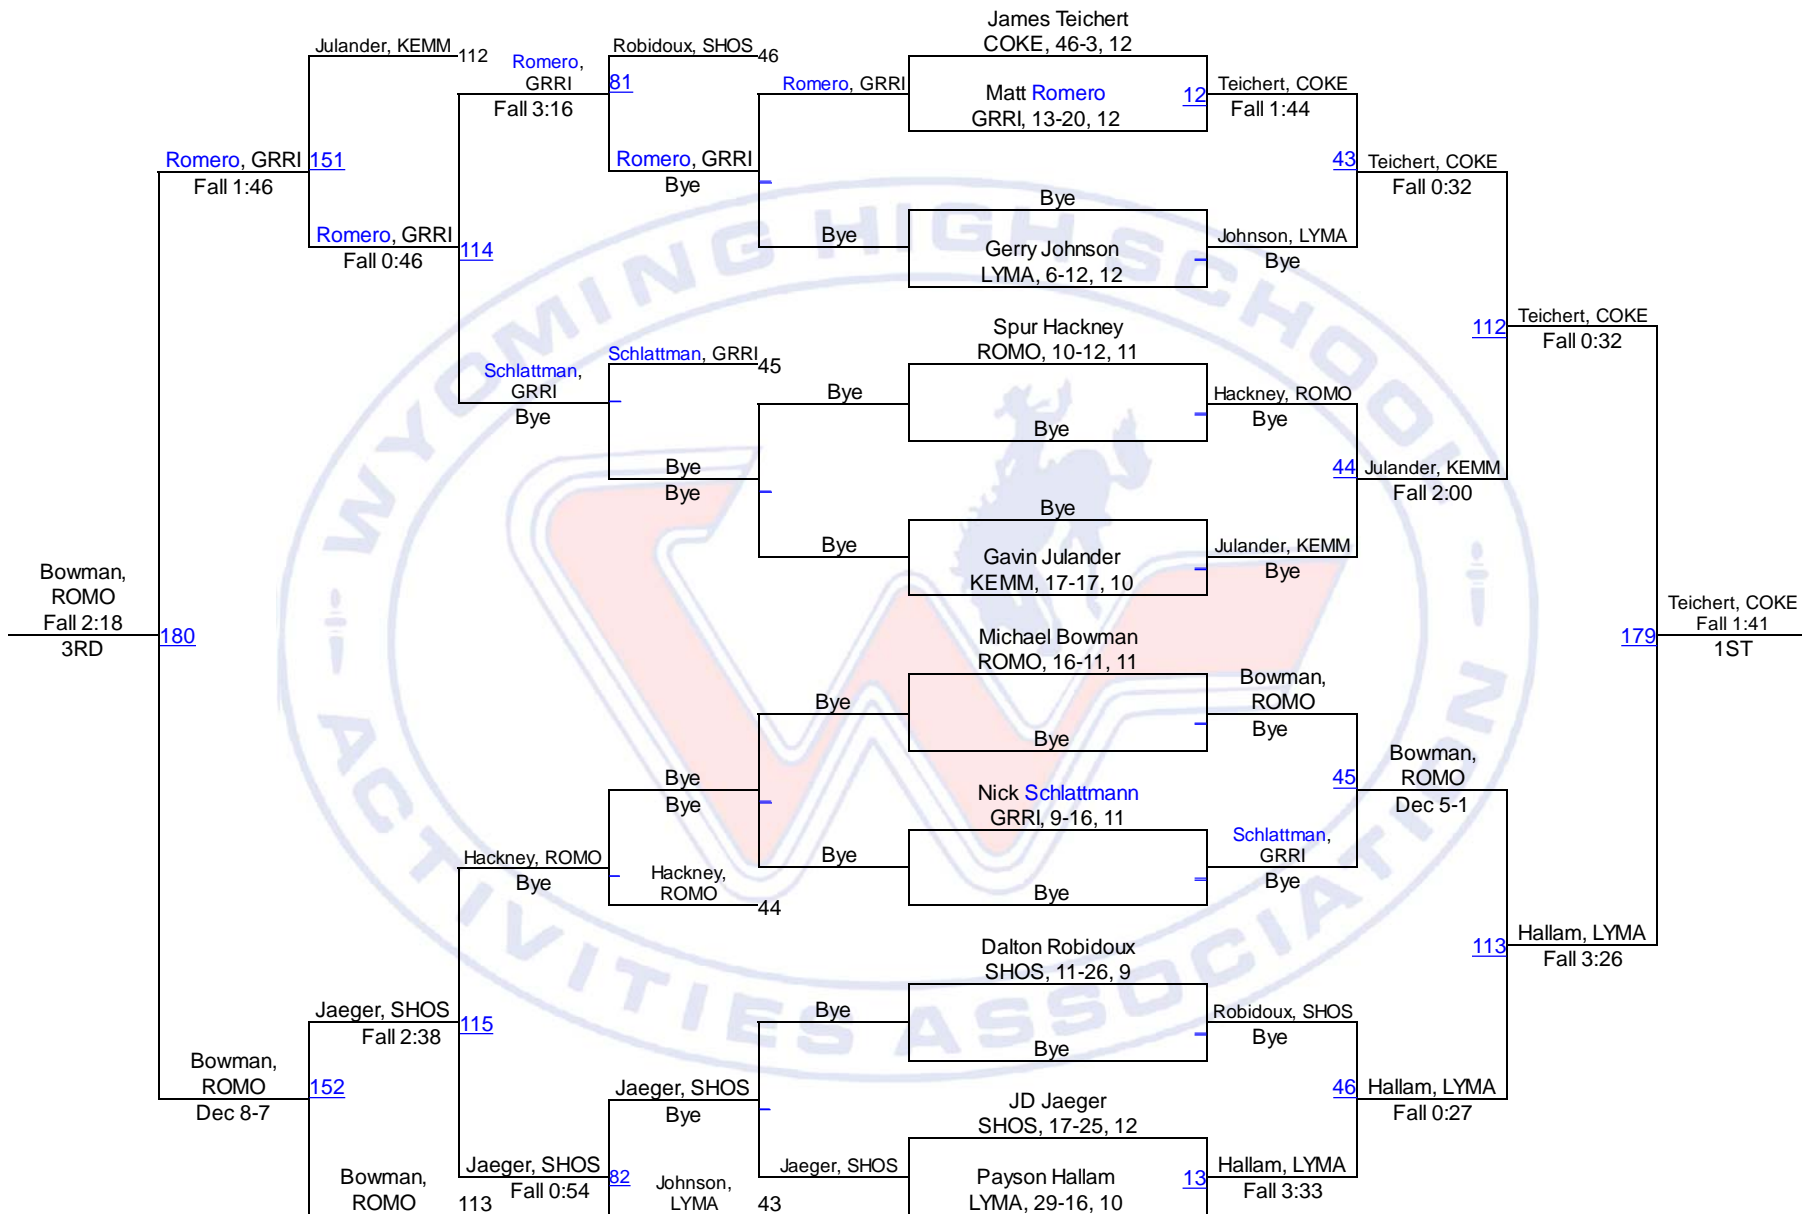 James Teichert
COKE, 46-3, 12
Julander, KEMM
112
Romero,
GRRI
Fall 3:16
Robidoux, SHOS
46
81
Romero, GRRI
Matt Romero
GRRI, 13-20, 12
12
Teichert, COKE
Fall 1:44
Romero, GRRI
Fall 1:46
151
Romero, GRRI
Bye
43
Teichert, COKE
Fall 0:32
Romero, GRRI
Fall 0:46
114
Bye
Bye
Gerry Johnson
LYMA, 6-12, 12
Johnson, LYMA
Bye
Spur Hackney
ROMO, 10-12, 11
112
Teichert, COKE
Fall 0:32
Schlattman,
GRRI
Bye
Schlattman, GRRI
45
Bye
Bye
Hackney, ROMO
Bye
Bye
Bye
44
Julander, KEMM
Fall 2:00
Bye
Bye
Gavin Julander
KEMM, 17-17, 10
Julander, KEMM
Bye
Bowman,
ROMO
Fall 2:18
3RD
180
Michael Bowman
ROMO, 16-11, 11
179
Teichert, COKE
Fall 1:41
1ST
Bye
Bye
Bowman,
ROMO
Bye
Bye
Bye
Nick Schlattmann
GRRI, 9-16, 11
45
Bowman,
ROMO
Dec 5-1
Hackney, ROMO
Bye
Hackney,
ROMO
44
Bye
Bye
Schlattman,
GRRI
Bye
Dalton Robidoux
SHOS, 11-26, 9
113
Hallam, LYMA
Fall 3:26
Jaeger, SHOS
Fall 2:38
115
Bye
Bye
Robidoux, SHOS
Bye
Bowman,
ROMO
Dec 8-7
152
Jaeger, SHOS
Bye
JD Jaeger
SHOS, 17-25, 12
46
Hallam, LYMA
Fall 0:27
Bowman,
ROMO
113
Jaeger, SHOS
Fall 0:54
82
Johnson,
LYMA
43
Jaeger, SHOS
Payson Hallam
LYMA, 29-16, 10
13
Hallam, LYMA
Fall 3:33
WYOMING HIGH SCHOOL
ACTIVITIES ASSOCIATION